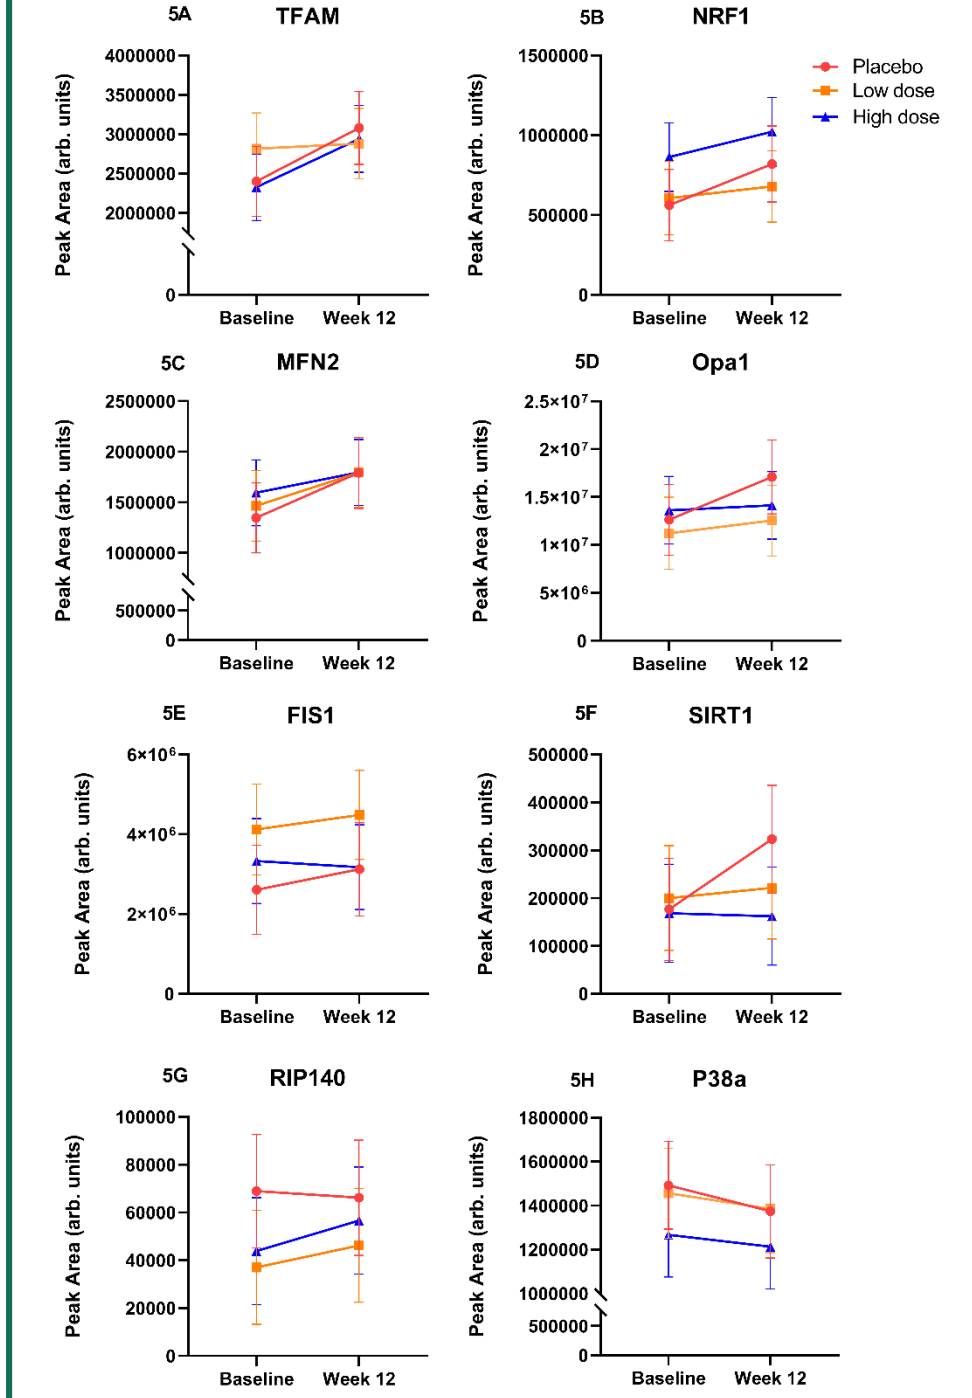 5A TFAM
Peak Area (arb. units)
4000000
3500000
3000000
2500000
2000000
0
Baseline Week 12
5B NRF1
Peak Area (arb. units)
1500000
1000000
500000
0
Baseline Week 12
Placebo
Low dose
High dose
5C MFN2
Peak Area (arb. units)
2500000
2000000
1500000
1000000
500000
0
Baseline Week 12
5D Opa1
Peak Area (arb. units)
2.5×10⁷
2×10⁷
1.5×10⁷
1×10⁷
5×10⁶
0
Baseline Week 12
5E FIS1
Peak Area (arb. units)
6×10⁶
4×10⁶
2×10⁶
0
Baseline Week 12
5F SIRT1
Peak Area (arb. units)
500000
400000
300000
200000
100000
0
Baseline Week 12
5G RIP140
Peak Area (arb. units)
100000
80000
60000
40000
20000
0
Baseline Week 12
5H P38a
Peak Area (arb. units)
1800000
1600000
1400000
1200000
1000000
500000
0
Baseline Week 12